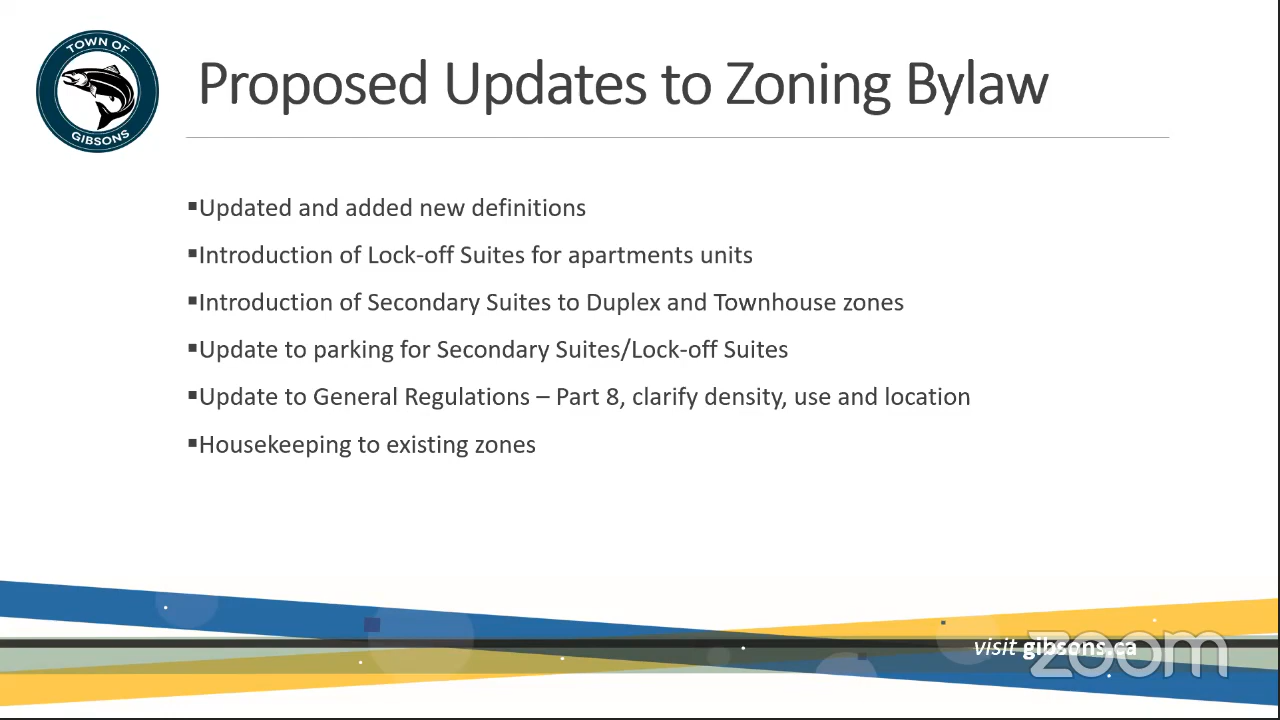 TOWN OF
GIBSONS
Proposed Updates to Zoning Bylaw
▪Updated and added new definitions
▪Introduction of Lock-off Suites for apartments units
▪Introduction of Secondary Suites to Duplex and Townhouse zones
▪Update to parking for Secondary Suites/Lock-off Suites
▪Update to General Regulations – Part 8, clarify density, use and location
▪Housekeeping to existing zones
visit gibsons.ca
zoom